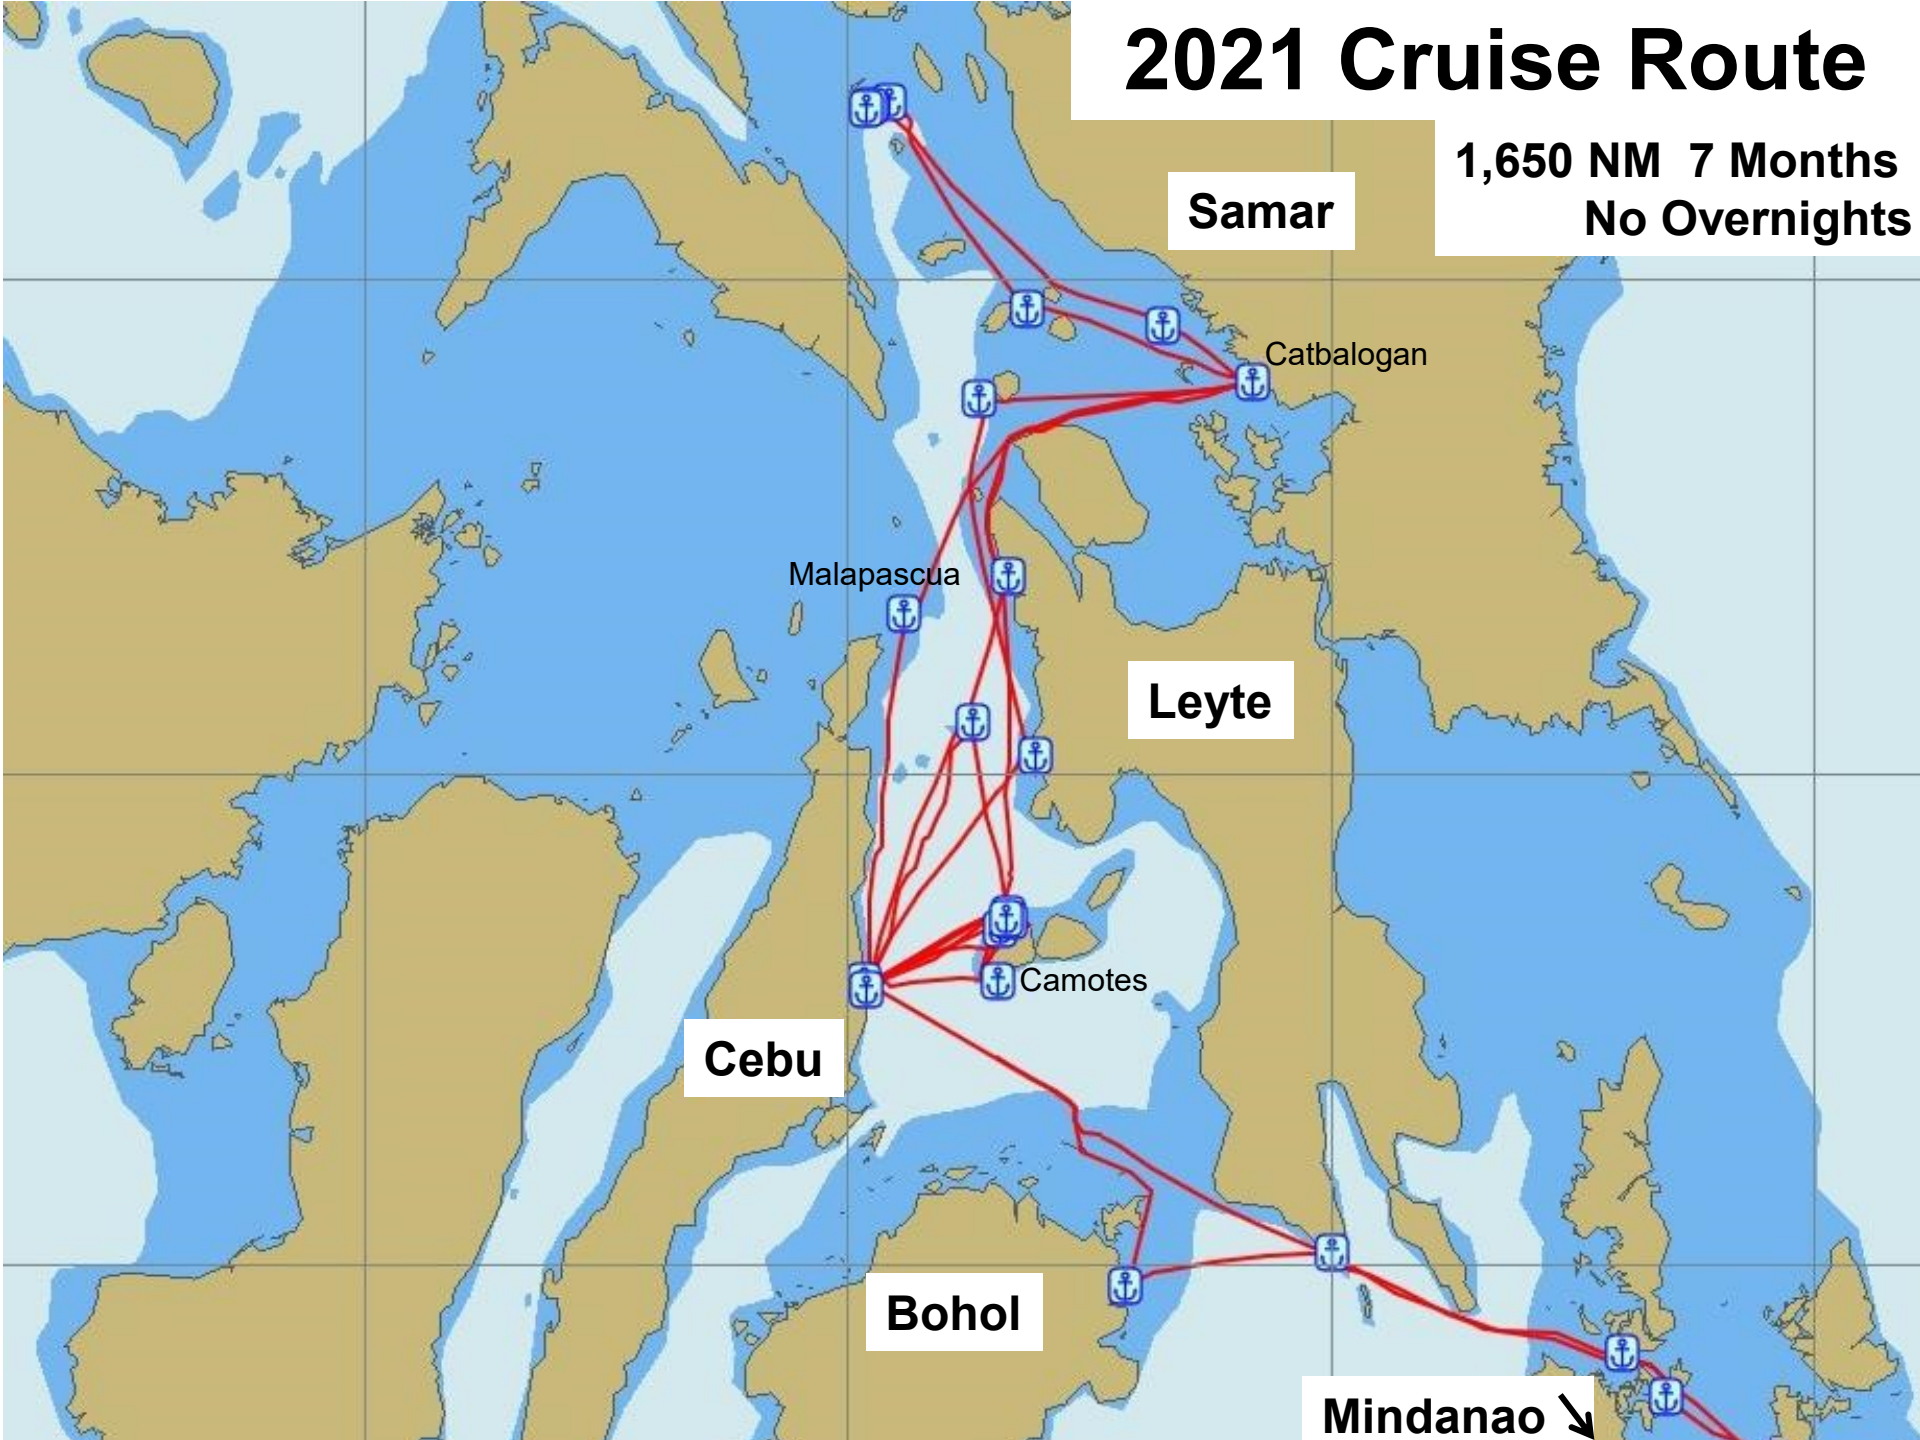 2021 Cruise Route
1,650 NM 7 Months
No Overnights
Samar
Catbalogan
Malapascua
Leyte
Camotes
Cebu
Bohol
Mindanao